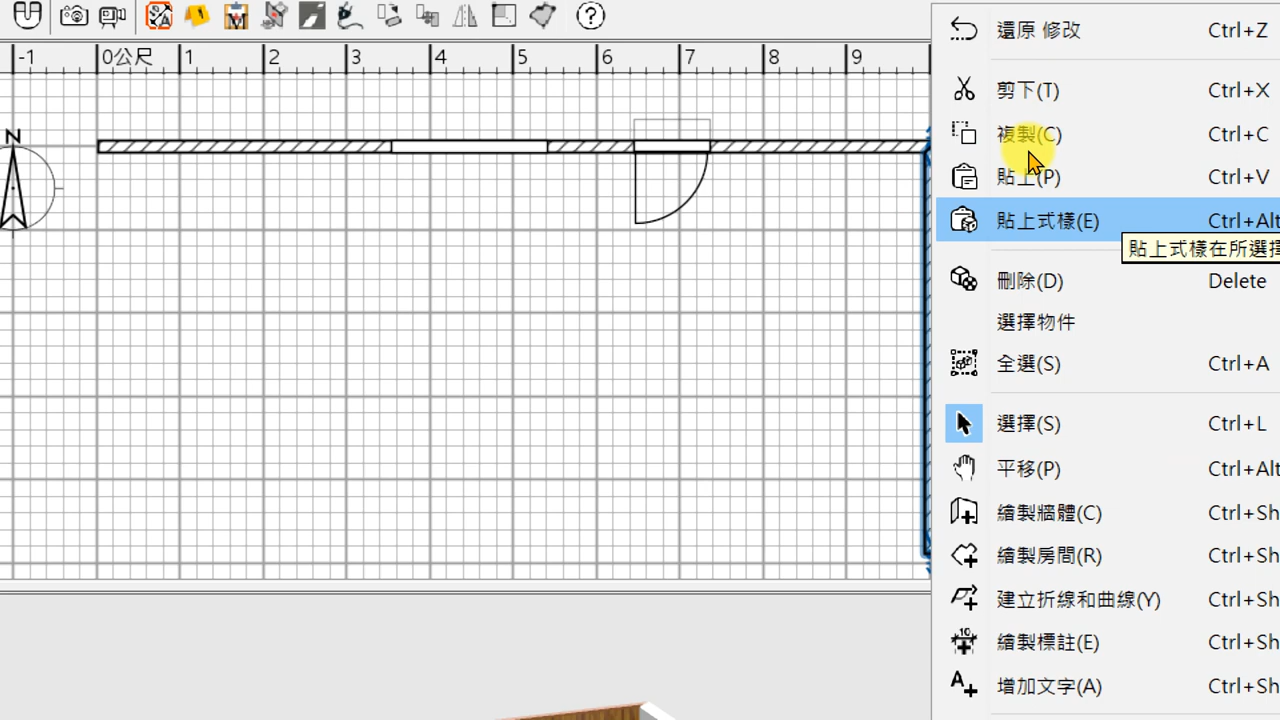 -1
0公尺
1
2
3
4
5
6
7
8
9
N
還原 修改 Ctrl+Z
剪下(T) Ctrl+X
複製(C) Ctrl+C
貼上(P) Ctrl+V
貼上式樣(E) Ctrl+Alt
貼上式樣在所選擇
刪除(D) Delete
選擇物件
全選(S) Ctrl+A
選擇(S) Ctrl+L
平移(P) Ctrl+Alt
繪製牆體(C) Ctrl+Sh
繪製房間(R) Ctrl+Sh
建立折線和曲線(Y) Ctrl+Sh
繪製標註(E) Ctrl+Sh
增加文字(A) Ctrl+Sh